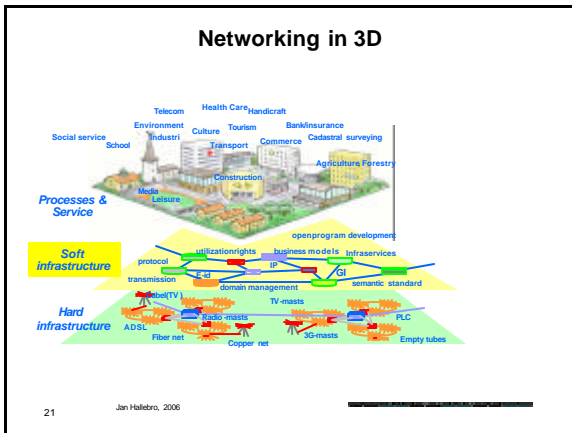 Networking in 3D
Health Care
Handicraft
Telecom
Environment
Tourism
Bank/insurance
Social service
Industri
Culture
Cadastral surveying
School
Transport
Commerce
Agriculture, Forestry
Construction
Media
Leisure
Processes &
Service
openprogram development
Soft
infrastructure
utilizationrights
business models
Infraservices
protocol
IP
E-id
GI
transmission
domain management
semantic standard
Hard
infrastructure
Kabel(TV)
TV-masts
Radio-masts
PLC
ADSL
Fiber net
Copper net
3G-masts
Empty tubes
21
Jan Hallebro, 2006